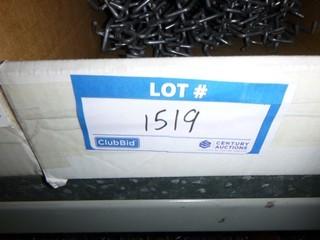 LOT #
1519
ClubBid
CENTURY
AUCTIONS